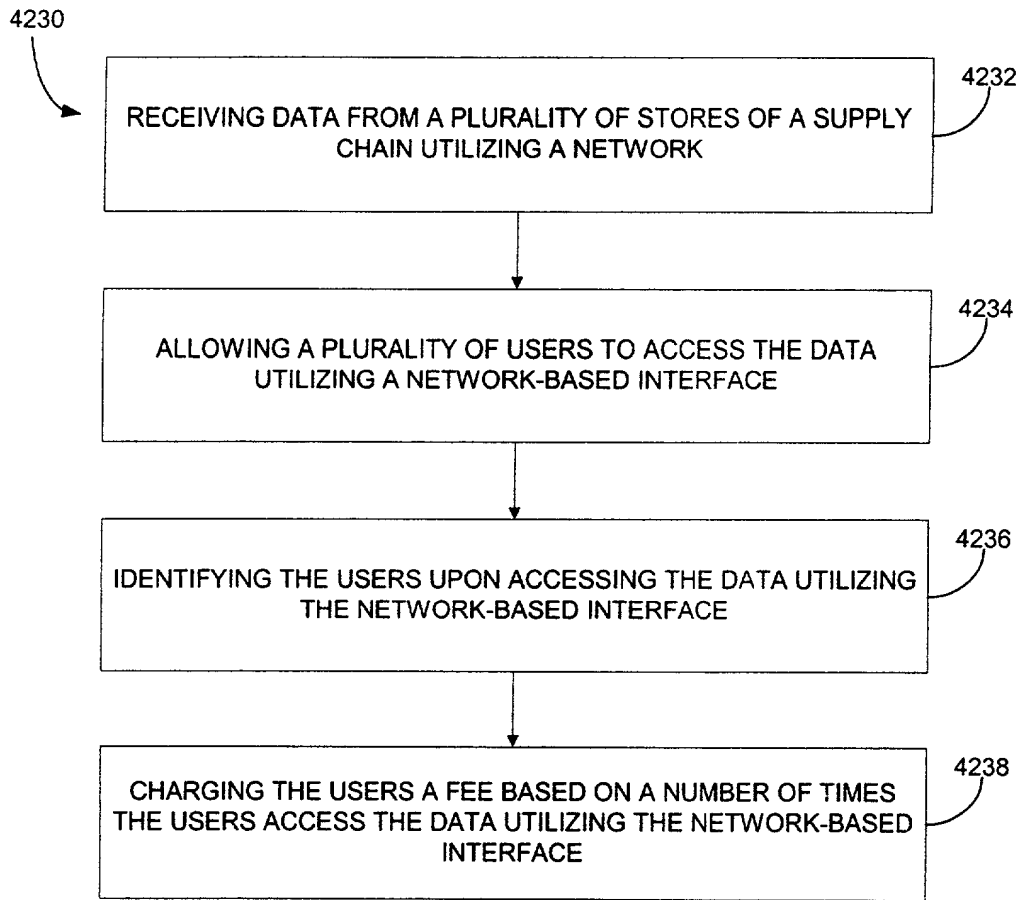 4230
4232
RECEIVING DATA FROM A PLURALITY OF STORES OF A SUPPLY
CHAIN UTILIZING A NETWORK
4234
ALLOWING A PLURALITY OF USERS TO ACCESS THE DATA
UTILIZING A NETWORK-BASED INTERFACE
4236
IDENTIFYING THE USERS UPON ACCESSING THE DATA UTILIZING
THE NETWORK-BASED INTERFACE
4238
CHARGING THE USERS A FEE BASED ON A NUMBER OF TIMES
THE USERS ACCESS THE DATA UTILIZING THE NETWORK-BASED
INTERFACE